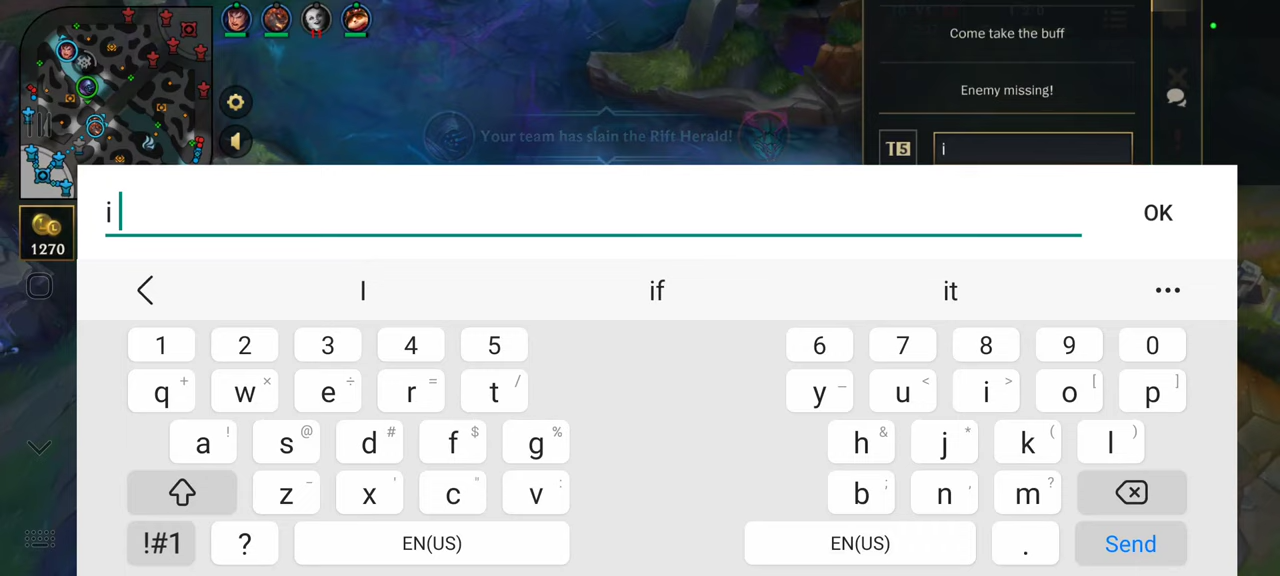 Come take the buff
Enemy missing!
Your team has slain the Rift Herald!
T5 i
i OK
1270
I if it
1 2 3 4 5 6 7 8 9 0
q + w × e ÷ r = t / y – u < i > o [ p ]
a ! s @ d # f $ g % h & j * k ( l )
z - x ' c " v : b ; n , m ?
!#1 ? EN(US) EN(US) . Send